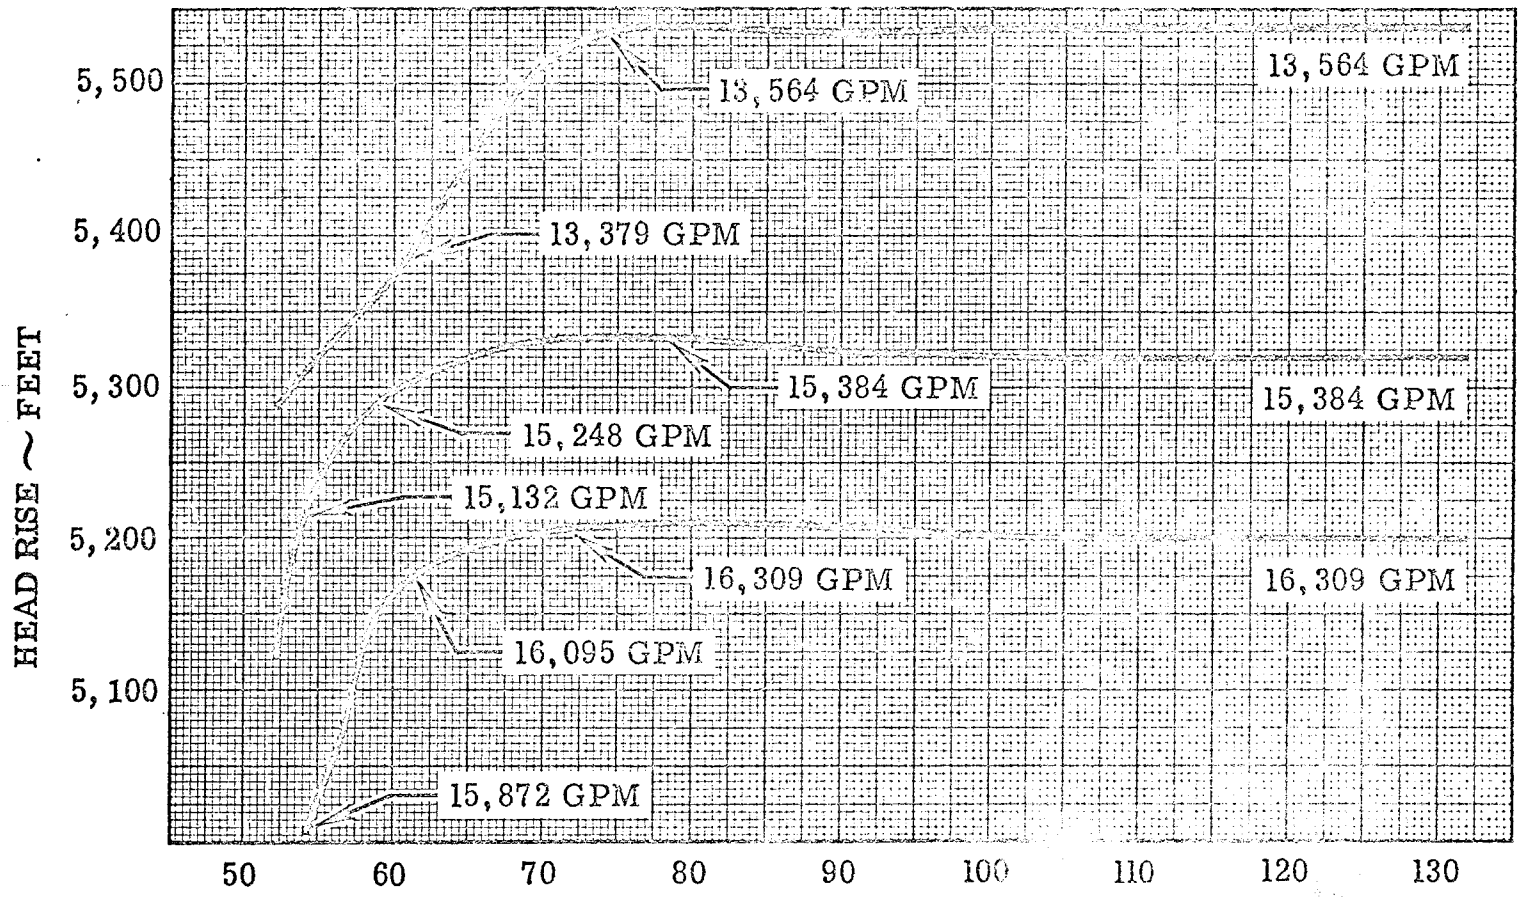 13,564 GPM
5,500
13,564 GPM
5,400
13,379 GPM
5,300
15,384 GPM
15,384 GPM
15,248 GPM
15,132 GPM
5,200
16,309 GPM
16,309 GPM
16,095 GPM
5,100
15,872 GPM
HEAD RISE ~ FEET
50 60 70 80 90 100 110 120 130